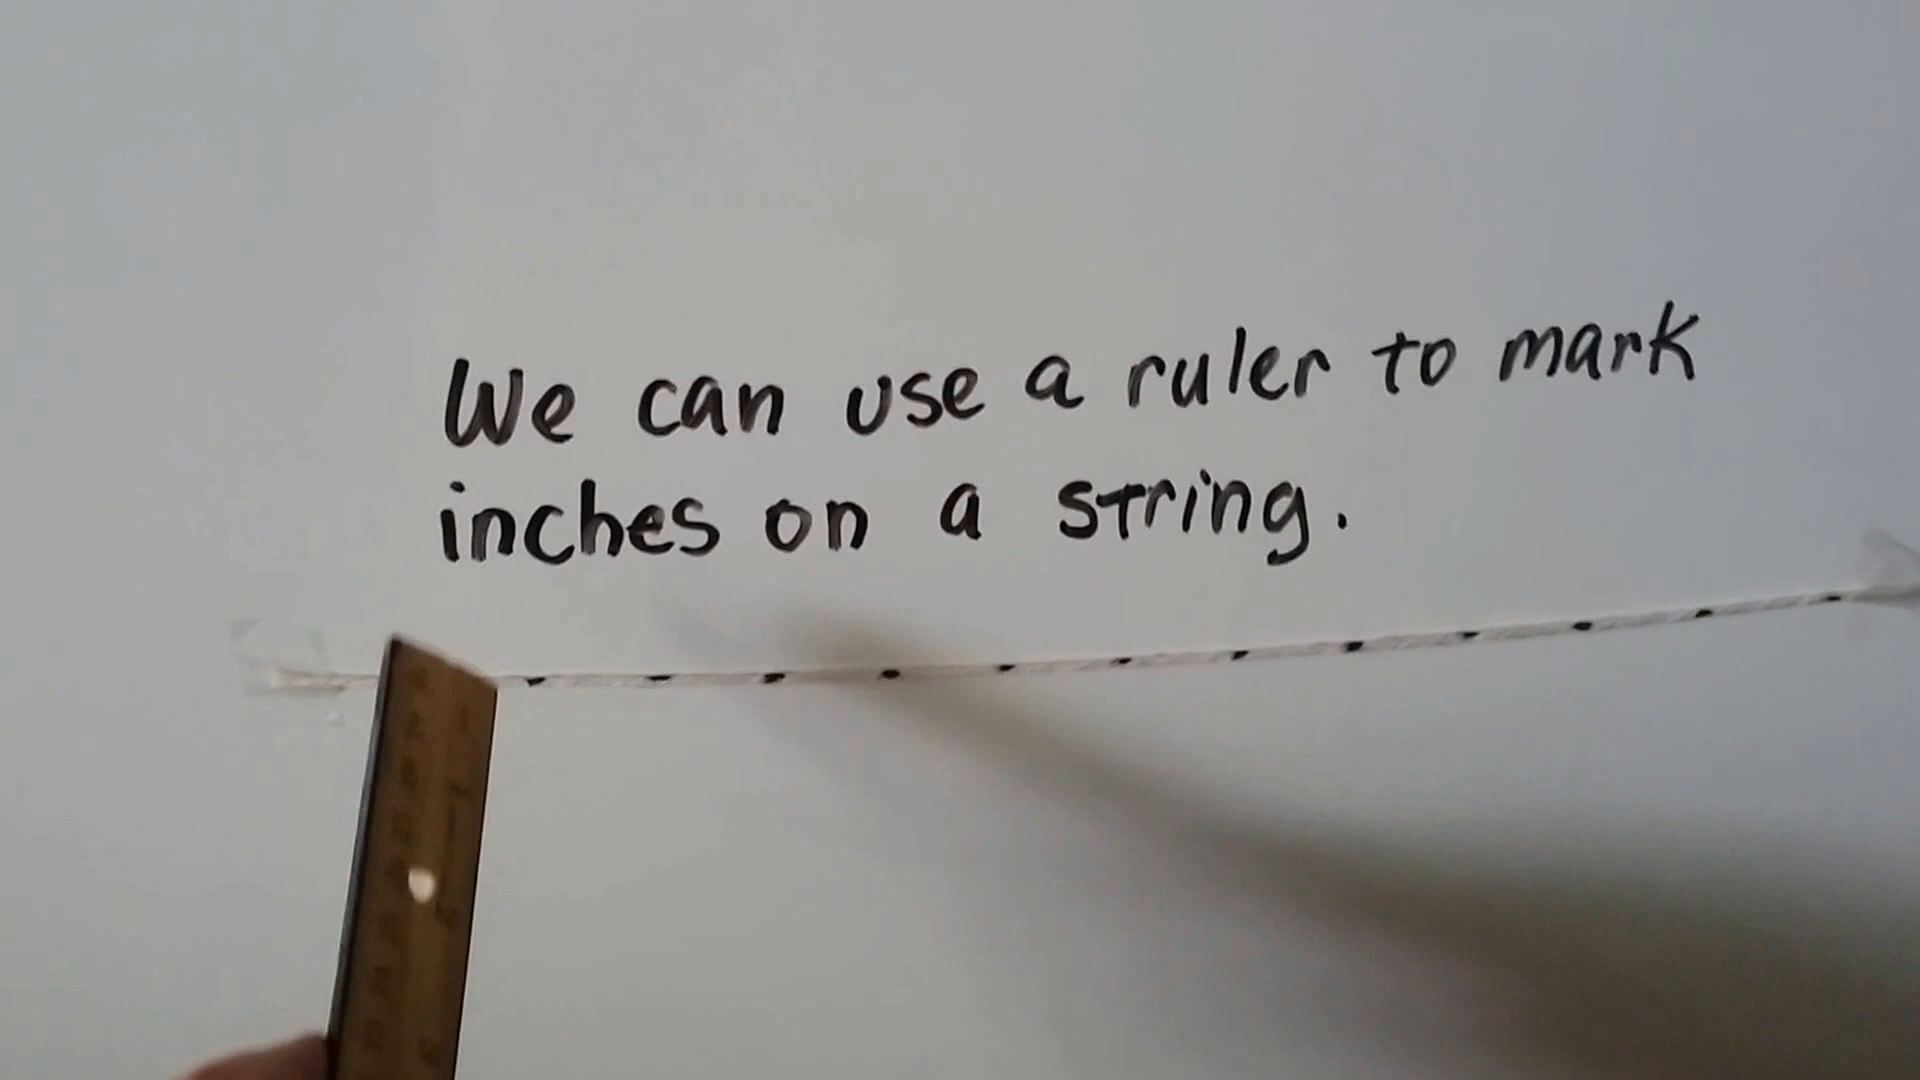 We can use a ruler to mark
inches on a string.